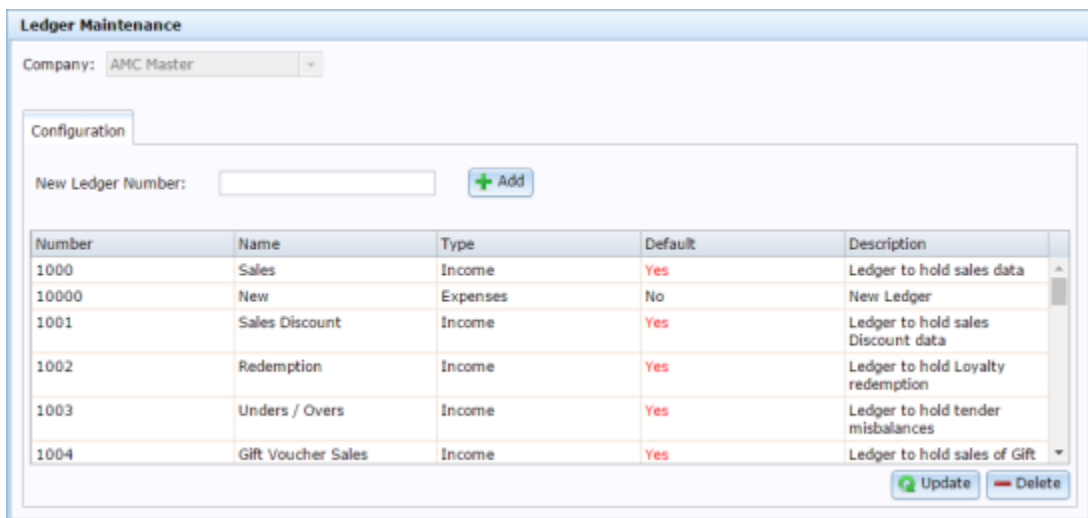 Ledger Maintenance
Company: AMC Master
Configuration
New Ledger Number: Add
Number Name Type Default Description
1000 Sales Income Yes Ledger to hold sales data
10000 New Expenses No New Ledger
1001 Sales Discount Income Yes Ledger to hold sales
Discount data
1002 Redemption Income Yes Ledger to hold Loyalty
redemption
1003 Unders / Overs Income Yes Ledger to hold tender
misbalances
1004 Gift Voucher Sales Income Yes Ledger to hold sales of Gift
Update Delete